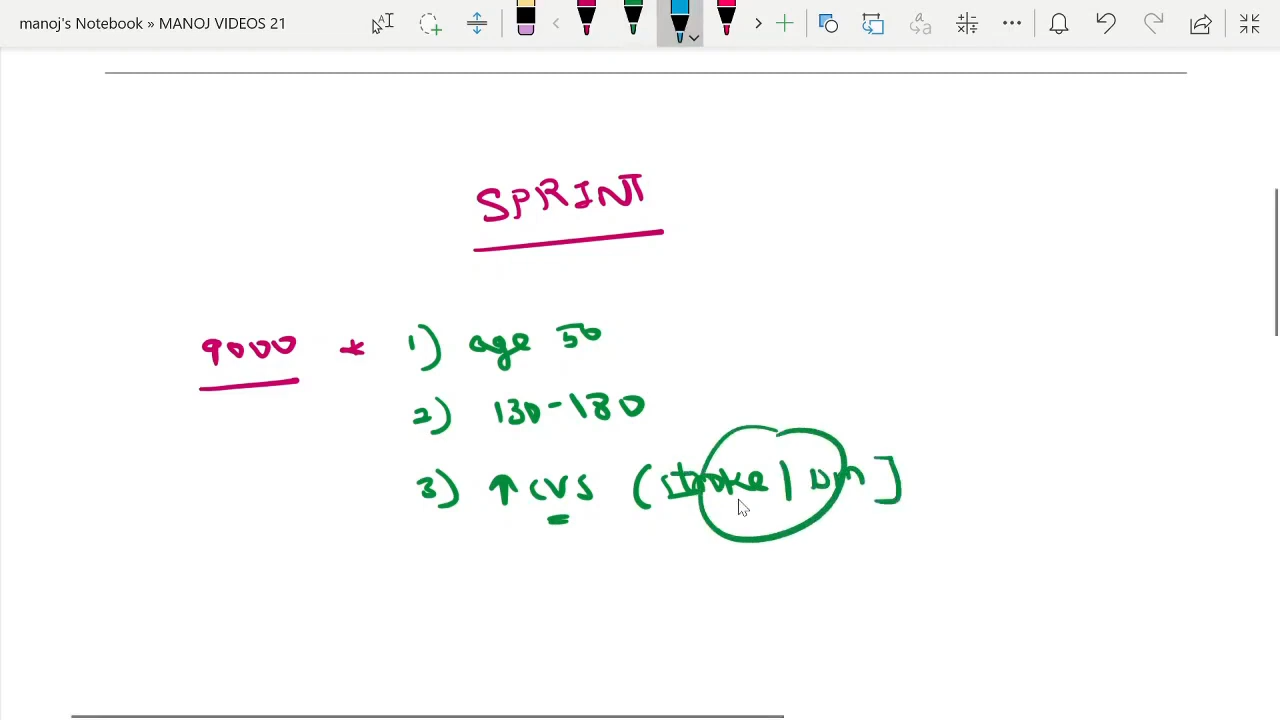 manoj's Notebook » MANOJ VIDEOS 21
SPRINT
9000 * 1) age 50
2) 130-180
3) ↑ CVS (stroke | DM]